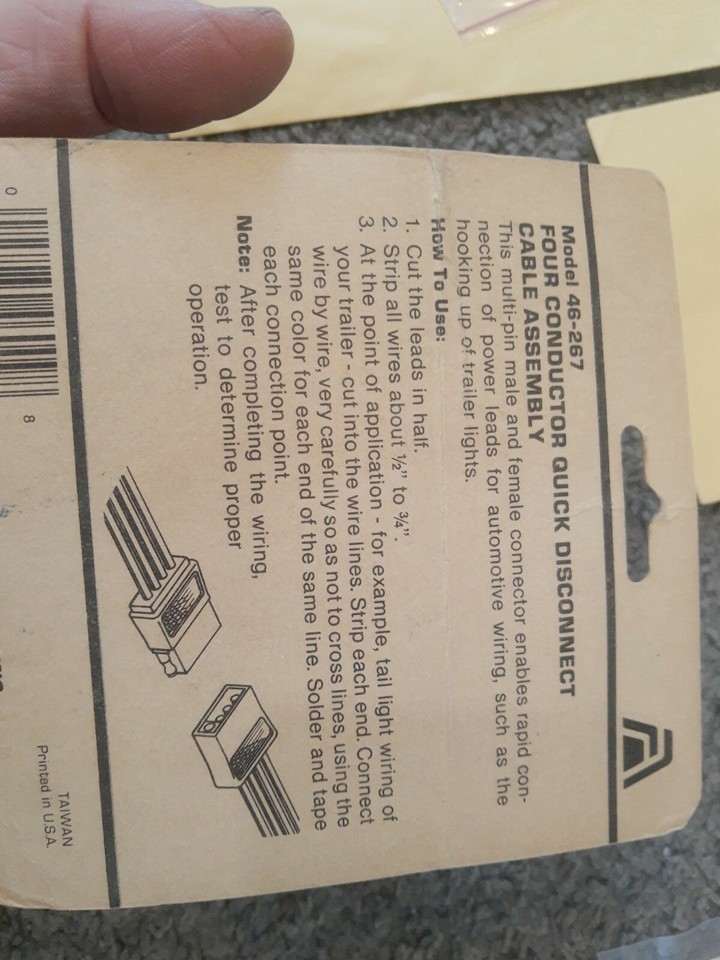 Model 46-267
FOUR CONDUCTOR QUICK DISCONNECT
CABLE ASSEMBLY
This multi-pin male and female connector enables rapid con-
nection of power leads for automotive wiring, such as the
hooking up of trailer lights.
How To Use:
1. Cut the leads in half.
2. Strip all wires about ½" to ¾".
3. At the point of application - for example, tail light wiring of
your trailer - cut into the wire lines. Strip each end. Connect
wire by wire, very carefully so as not to cross lines, using the
same color for each end of the same line. Solder and tape
each connection point.
Note: After completing the wiring,
test to determine proper
operation.
0
8
TAIWAN
Printed in U.S.A.